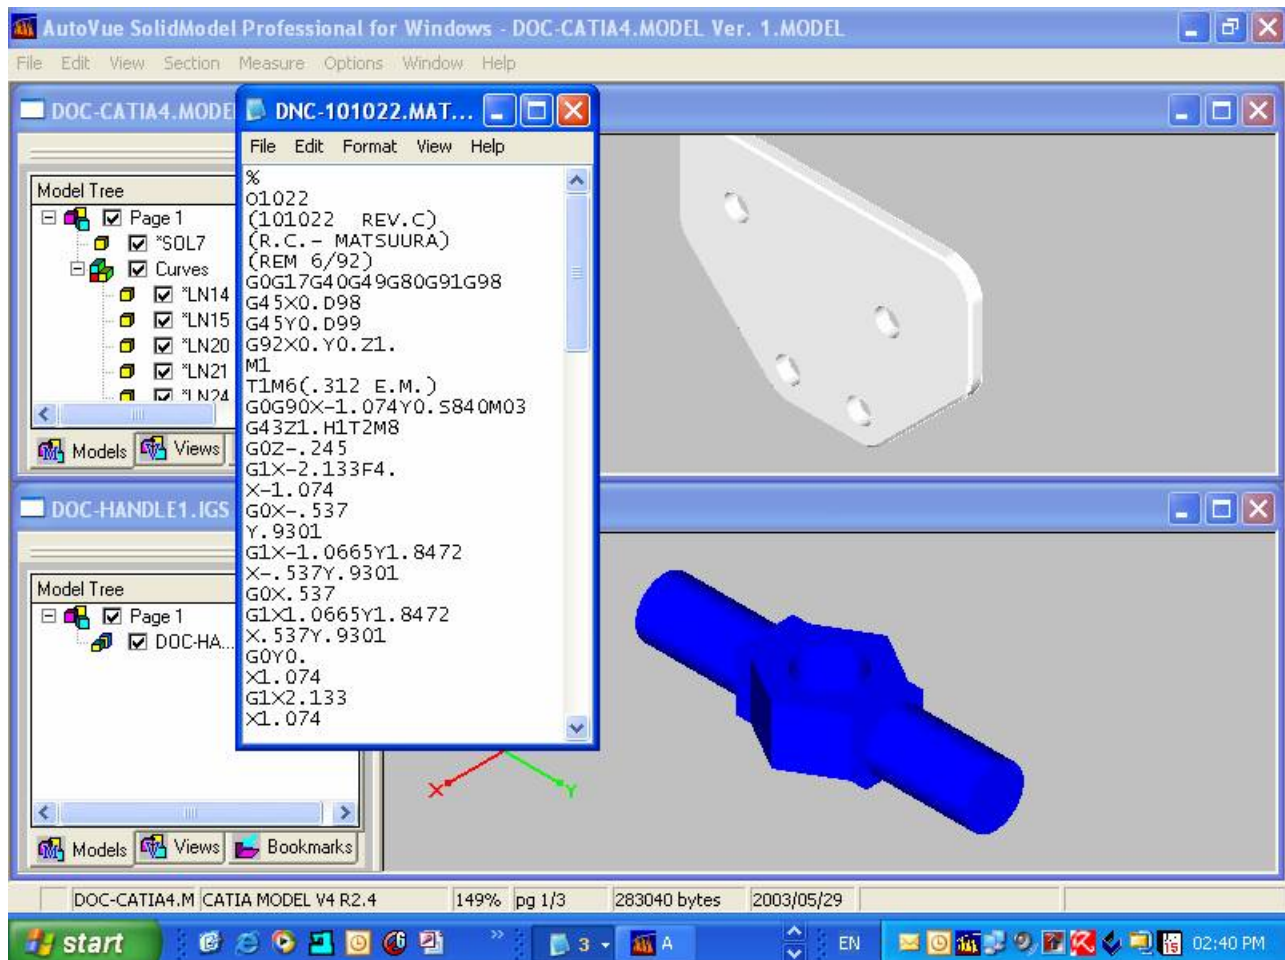 AutoVue SolidModel Professional for Windows - DOC-CATIA4.MODEL Ver. 1.MODEL
File Edit View Section Measure Options Window Help
DOC-CATIA4.MODE
Model Tree
Page 1
*SOL7
Curves
*LN14
*LN15
*LN20
*LN21
*LN24
Models Views
DNC-101022.MAT...
File Edit Format View Help
%
O1022
(101022 REV.C)
(R.C.- MATSUURA)
(REM 6/92)
G0G17G40G49G80G91G98
G45X0.D98
G45Y0.D99
G92X0.Y0.Z1.
M1
T1M6(.312 E.M.)
G0G90X-1.074Y0.S840M03
G43Z1.H1T2M8
G0Z-.245
G1X-2.133F4.
X-1.074
G0X-.537
Y.9301
G1X-1.0665Y1.8472
X-.537Y.9301
G0X.537
G1X1.0665Y1.8472
X.537Y.9301
G0Y0.
X1.074
G1X2.133
X1.074
DOC-HANDLE1.IGS
Model Tree
Page 1
DOC-HA...
Models Views Bookmarks
X Y
DOC-CATIA4.M CATIA MODEL V4 R2.4 149% pg 1/3 283040 bytes 2003/05/29
start » 3 A EN 15 02:40 PM